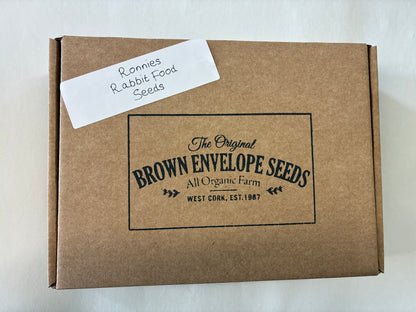 Ronnies
Rabbit Food
Seeds
The Original
BROWN ENVELOPE SEEDS
All Organic Farm
WEST CORK, EST.1987